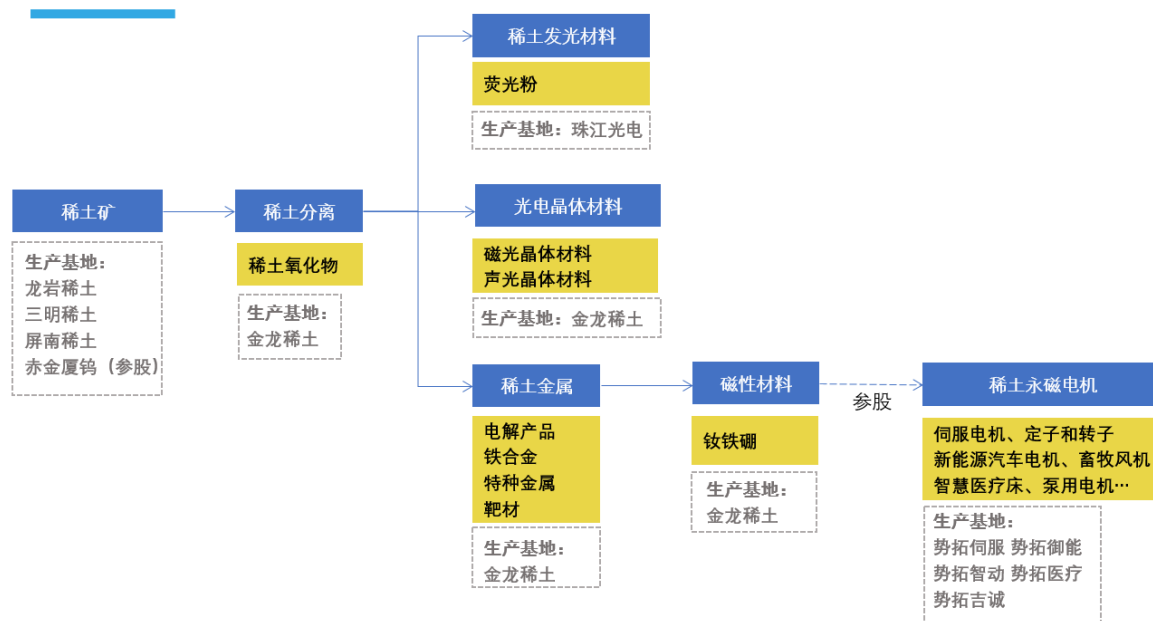 稀土发光材料
荧光粉
生产基地：珠江光电
稀土矿
生产基地：
龙岩稀土
三明稀土
屏南稀土
赤金厦钨（参股）
稀土分离
稀土氧化物
生产基地：
金龙稀土
光电晶体材料
磁光晶体材料
声光晶体材料
生产基地：金龙稀土
稀土金属
电解产品
铁合金
特种金属
靶材
生产基地：
金龙稀土
磁性材料
钕铁硼
生产基地：
金龙稀土
参股
稀土永磁电机
伺服电机、定子和转子
新能源汽车电机、畜牧风机
智慧医疗床、泵用电机…
生产基地：
势拓伺服 势拓御能
势拓智动 势拓医疗
势拓吉诚